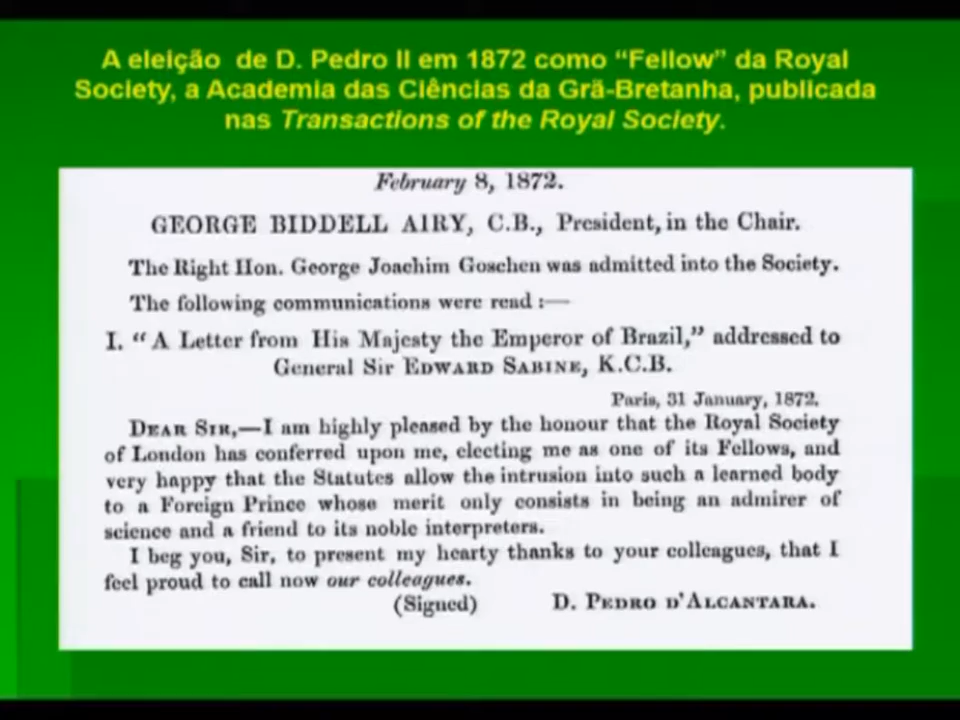 A eleição de D. Pedro II em 1872 como “Fellow” da Royal
Society, a Academia das Ciências da Grã-Bretanha, publicada
nas Transactions of the Royal Society.
February 8, 1872.
GEORGE BIDDELL AIRY, C.B., President, in the Chair.
The Right Hon. George Joachim Goschen was admitted into the Society.
The following communications were read :—
I. “A Letter from His Majesty the Emperor of Brazil,” addressed to
General Sir EDWARD SABINE, K.C.B.
Paris, 31 January, 1872.
DEAR SIR,—I am highly pleased by the honour that the Royal Society
of London has conferred upon me, electing me as one of its Fellows, and
very happy that the Statutes allow the intrusion into such a learned body
to a Foreign Prince whose merit only consists in being an admirer of
science and a friend to its noble interpreters.
I beg you, Sir, to present my hearty thanks to your colleagues, that I
feel proud to call now our colleagues.
(Signed) D. PEDRO D'ALCANTARA.